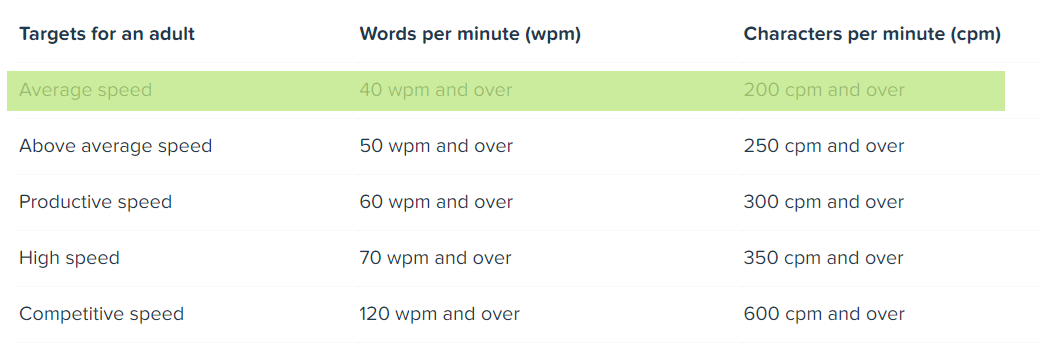 Targets for an adult Words per minute (wpm) Characters per minute (cpm)
Average speed 40 wpm and over 200 cpm and over
Above average speed 50 wpm and over 250 cpm and over
Productive speed 60 wpm and over 300 cpm and over
High speed 70 wpm and over 350 cpm and over
Competitive speed 120 wpm and over 600 cpm and over